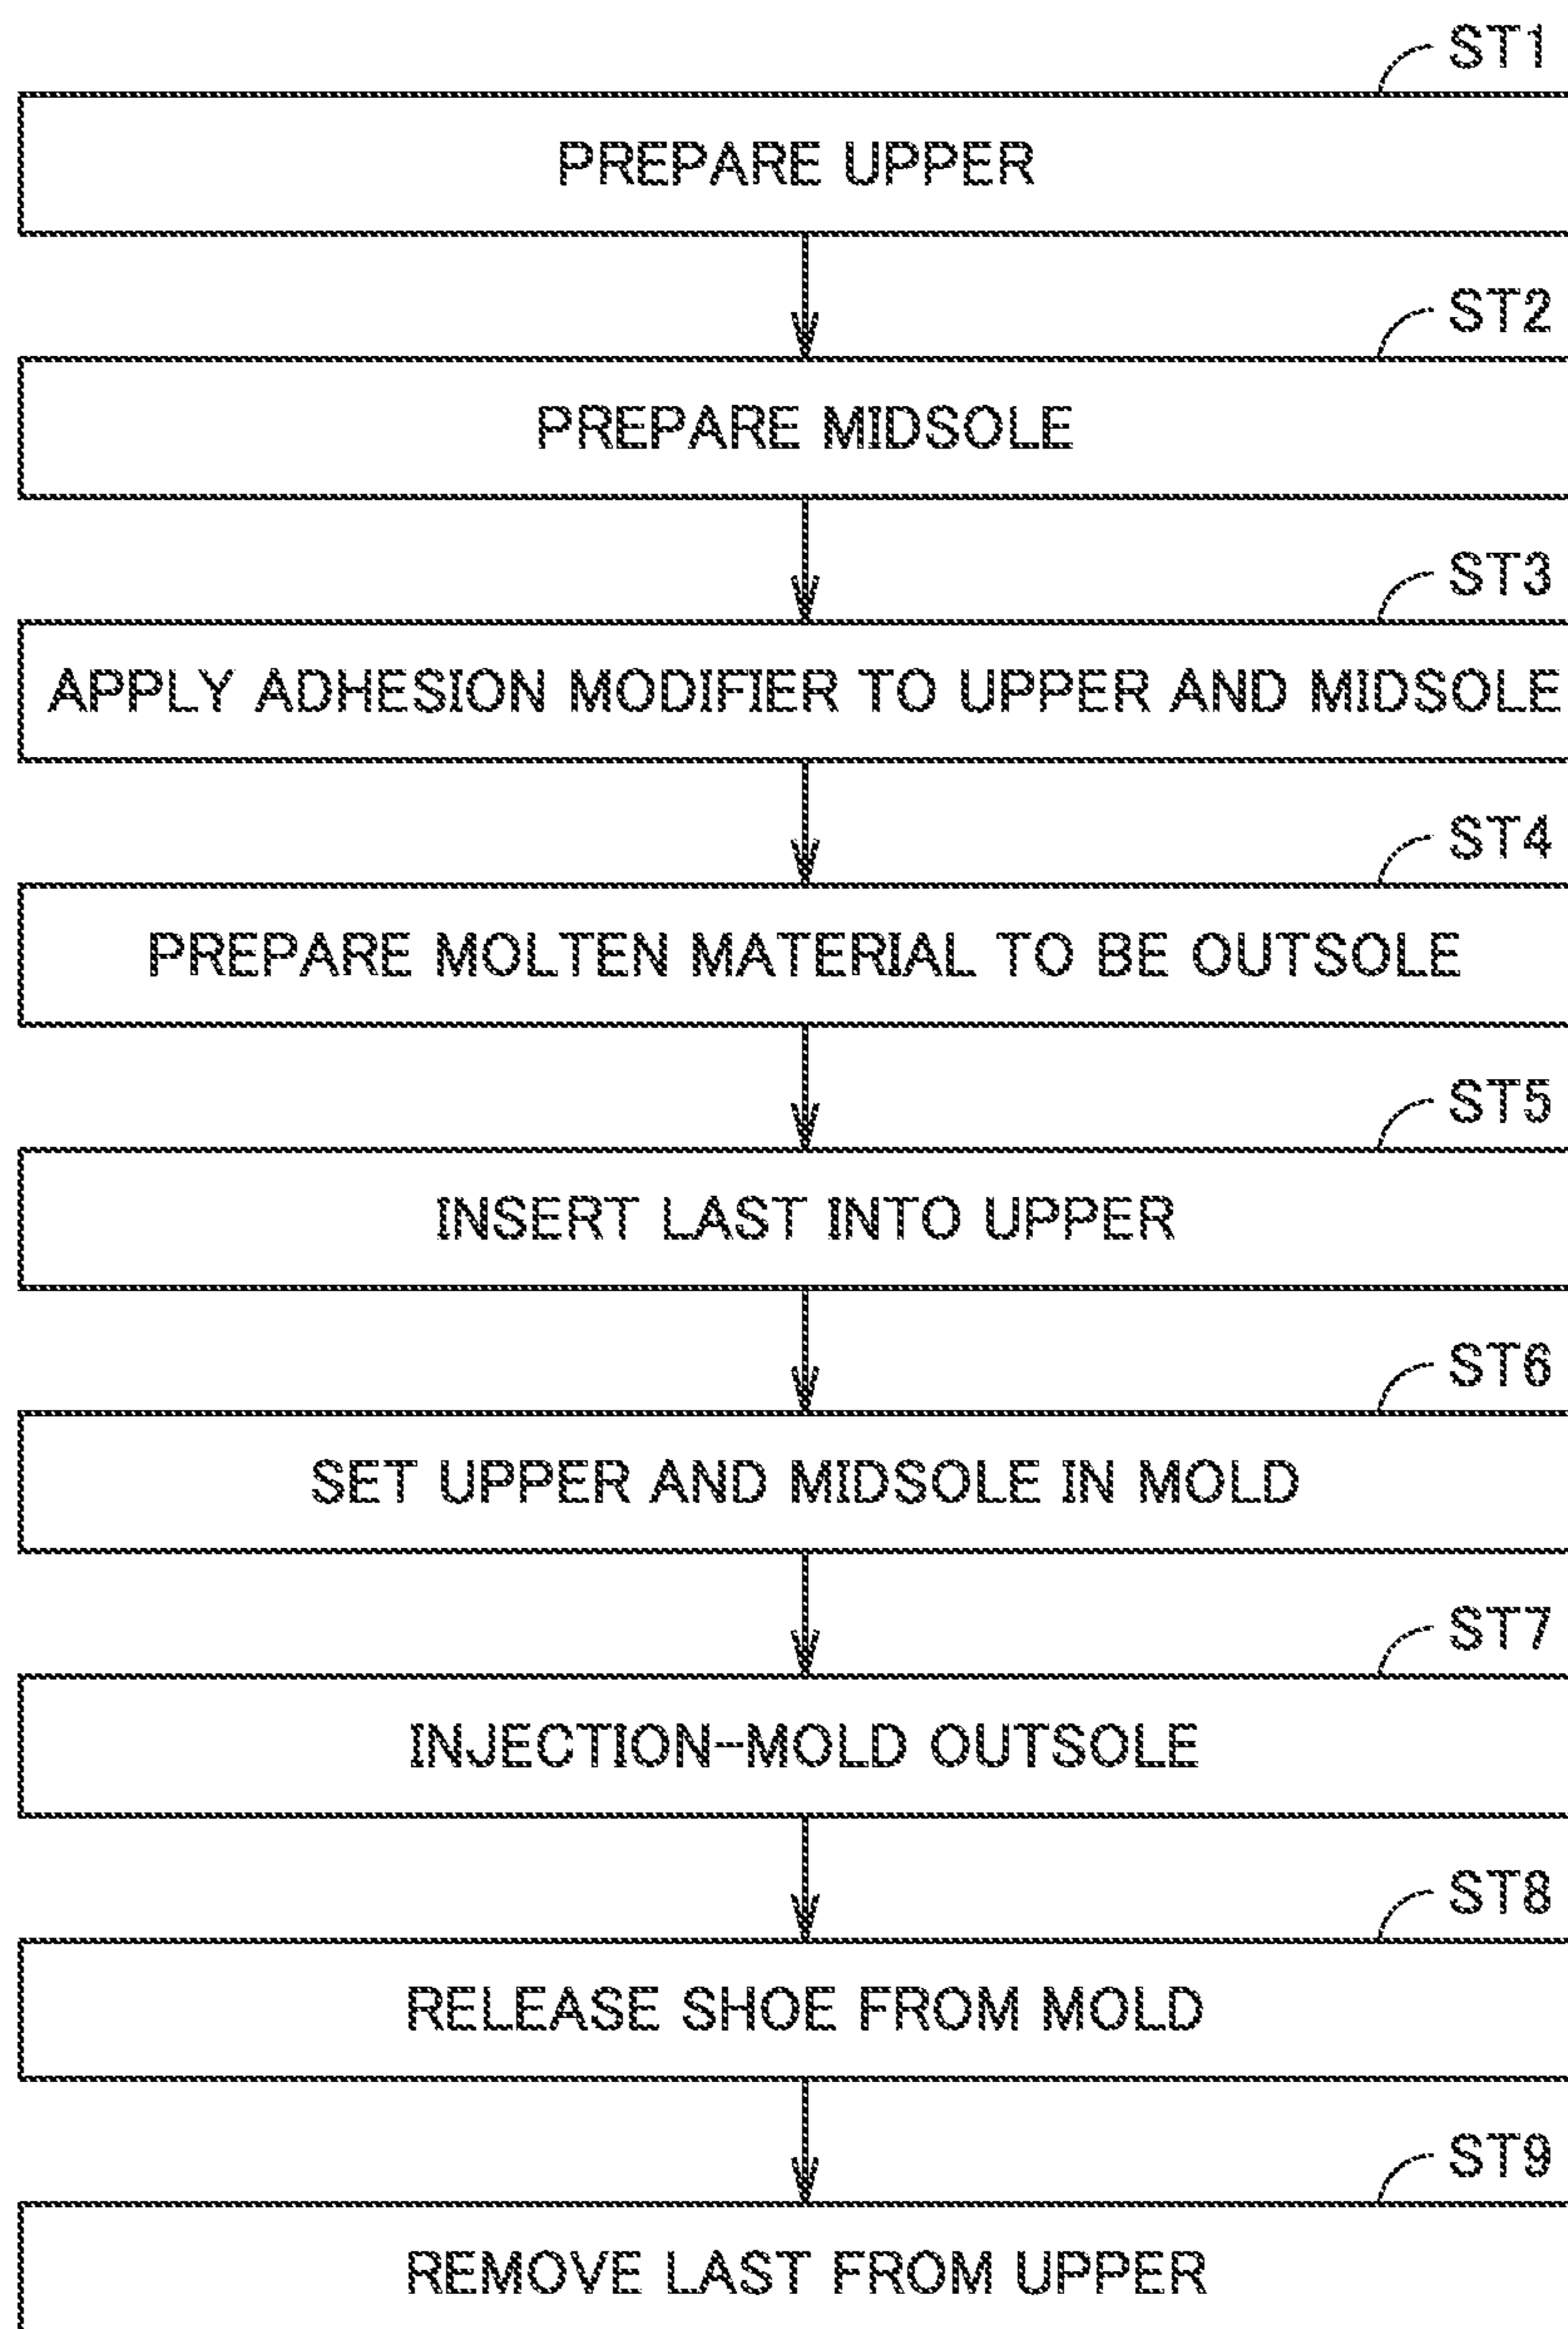 ST1
PREPARE UPPER
ST2
PREPARE MIDSOLE
ST3
APPLY ADHESION MODIFIER TO UPPER AND MIDSOLE
ST4
PREPARE MOLTEN MATERIAL TO BE OUTSOLE
ST5
INSERT LAST INTO UPPER
ST6
SET UPPER AND MIDSOLE IN MOLD
ST7
INJECTION-MOLD OUTSOLE
ST8
RELEASE SHOE FROM MOLD
ST9
REMOVE LAST FROM UPPER